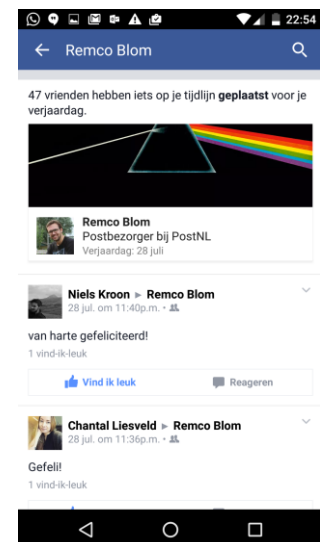 22:54
Remco Blom
47 vrienden hebben iets op je tijdlijn geplaatst voor je
verjaardag.
Remco Blom
Postbezorger bij PostNL
Verjaardag: 28 juli
Niels Kroon ► Remco Blom
28 jul. om 11:40p.m. •
van harte gefeliciteerd!
1 vind-ik-leuk
Vind ik leuk Reageren
Chantal Liesveld ► Remco Blom
28 jul. om 11:36p.m. •
Gefeli!
1 vind-ik-leuk